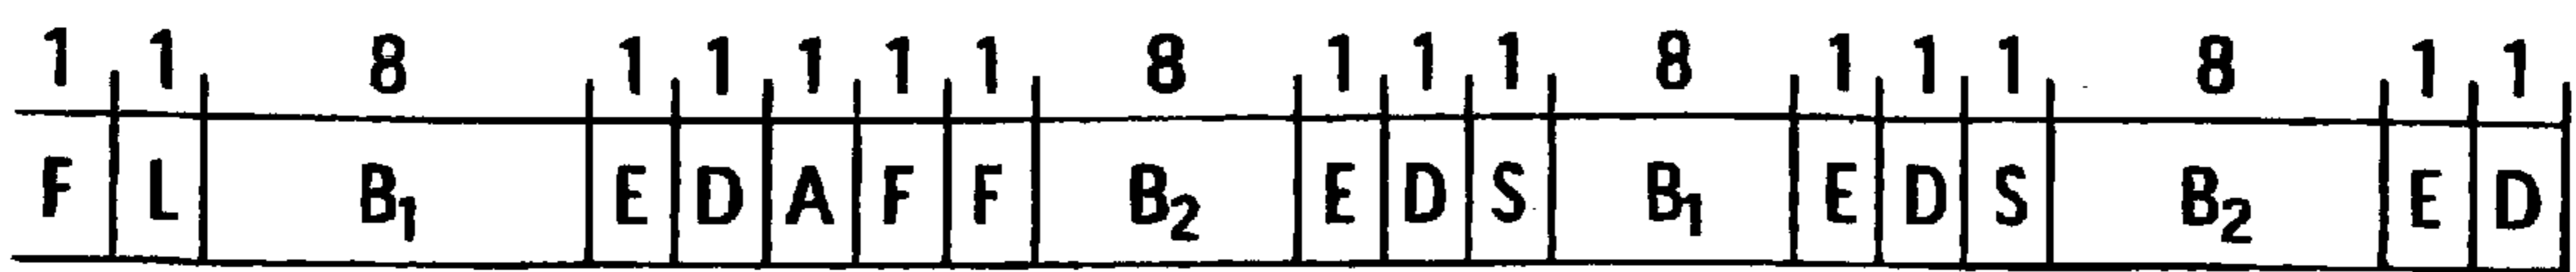 1 1 8 1 1 1 1 1 8 1 1 1 8 1 1 1 8 1 1
F L B₁ E D A F F B₂ E D S B₁ E D S B₂ E D